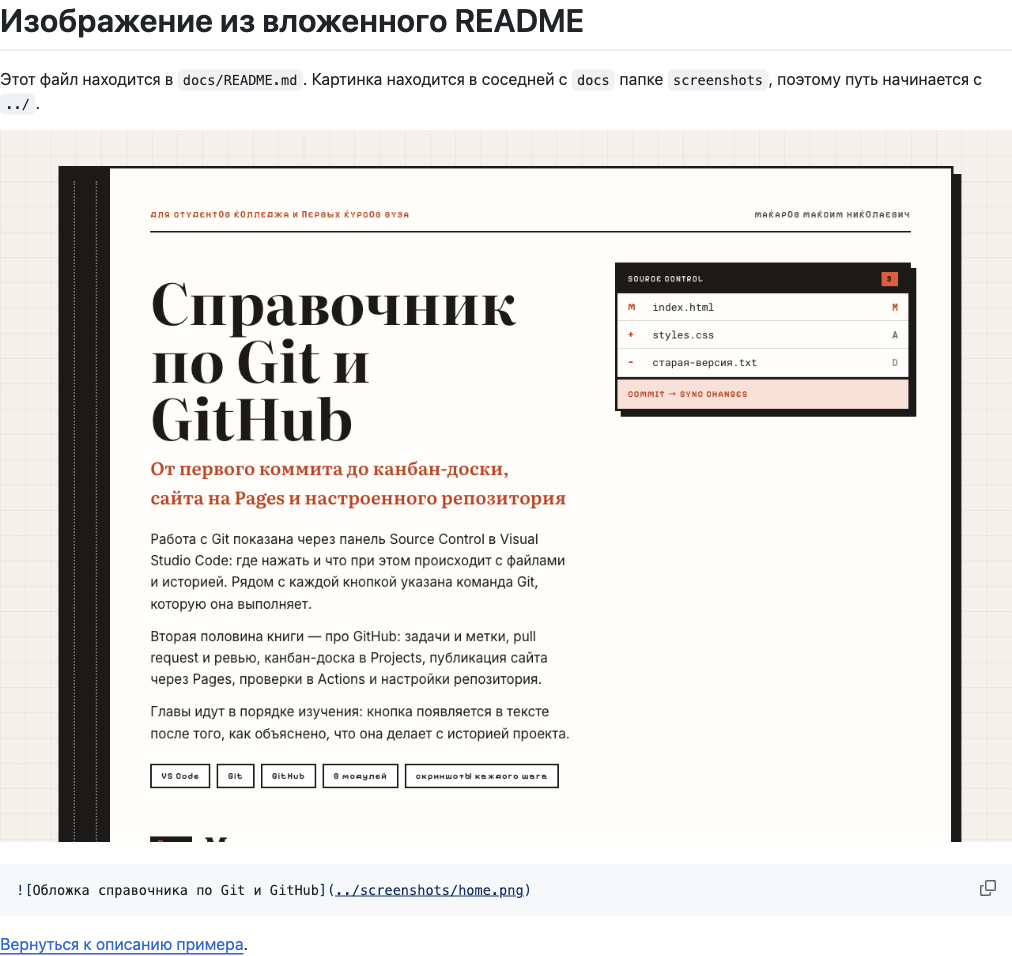 Изображение из вложенного README
Этот файл находится в docs/README.md. Картинка находится в соседней с docs папке screenshots, поэтому путь начинается с
../.
ДЛЯ СТУДЕНТОВ КОЛЛЕДЖА И ПЕРВЫХ КУРСОВ ВУЗА
МАКАРОВ МАКСИМ НИКОЛАЕВИЧ
Справочник
по Git и
GitHub
SOURCE CONTROL 3
M index.html M
+ styles.css A
- старая-версия.txt D
COMMIT → SYNC CHANGES
От первого коммита до канбан-доски,
сайта на Pages и настроенного репозитория
Работа с Git показана через панель Source Control в Visual
Studio Code: где нажать и что при этом происходит с файлами
и историей. Рядом с каждой кнопкой указана команда Git,
которую она выполняет.
Вторая половина книги — про GitHub: задачи и метки, pull
request и ревью, канбан-доска в Projects, публикация сайта
через Pages, проверки в Actions и настройки репозитория.
Главы идут в порядке изучения: кнопка появляется в тексте
после того, как объяснено, что она делает с историей проекта.
VS Code Git GitHub модулей скриншоты каждого шага
![Обложка справочника по Git и GitHub](../screenshots/home.png)
Вернуться к описанию примера.